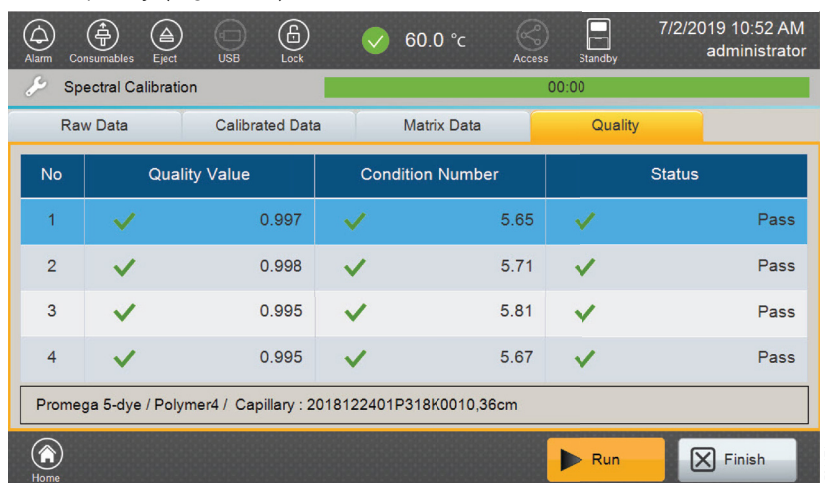 7/2/2019 10:52 AM
60.0 °c
administrator
Alarm Consumables Eject USB Lock Access Standby
Spectral Calibration 00:00
Raw Data Calibrated Data Matrix Data Quality
No Quality Value Condition Number Status
1 0.997 5.65 Pass
2 0.998 5.71 Pass
3 0.995 5.81 Pass
4 0.995 5.67 Pass
Promega 5-dye / Polymer4 / Capillary : 2018122401P318K0010,36cm
Run Finish
Home